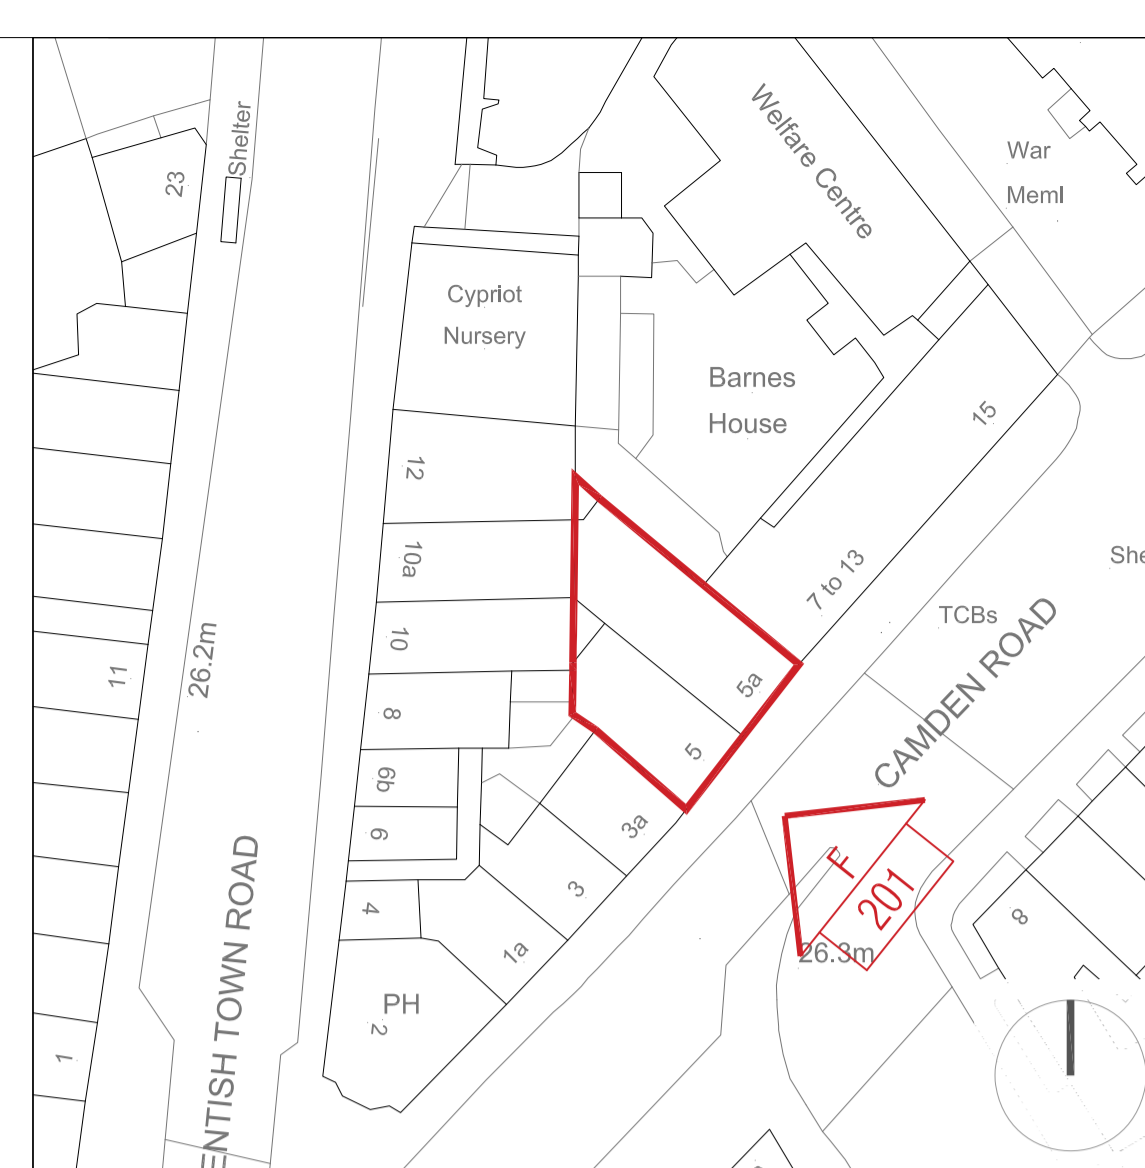 Shelter
23
Welfare Centre
War
Meml
Cypriot
Nursery
Barnes
House
15
12
10a
7 to 13
She
TCBs
CAMDEN ROAD
10
26.2m
11
8
5a
5
6b
6
3a
3
4
1a
F
201
26.3m
8
PH
2
1
ENTISH TOWN ROAD